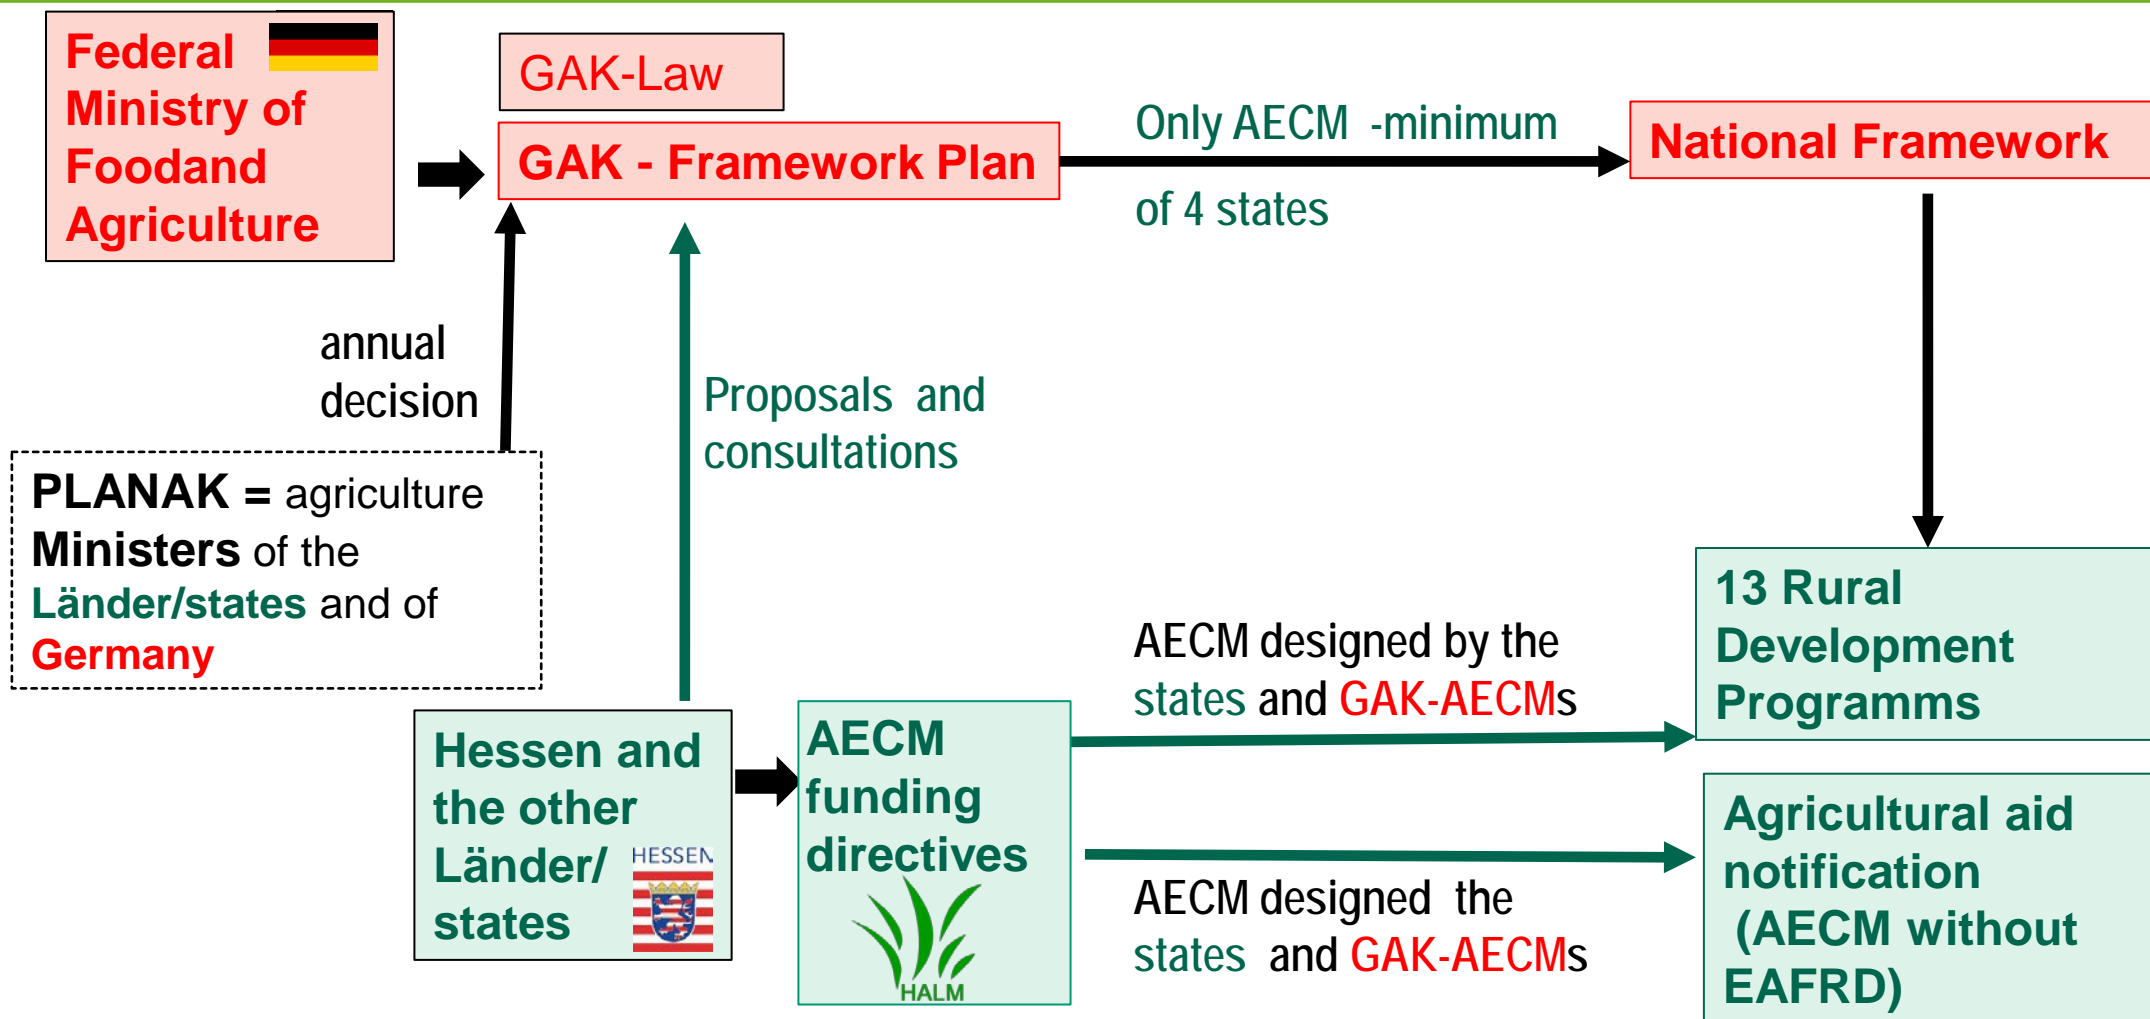 Federal
Ministry of
Foodand
Agriculture
GAK-Law
GAK - Framework Plan
Only AECM -minimum
of 4 states
National Framework
annual
decision
Proposals and
consultations
PLANAK = agriculture
Ministers of the
Länder/states and of
Germany
Hessen and
the other
Länder/
states
HESSEN
AECM
funding
directives
HALM
AECM designed by the
states and GAK-AECMs
13 Rural
Development
Programms
AECM designed the
states and GAK-AECMs
Agricultural aid
notification
(AECM without
EAFRD)